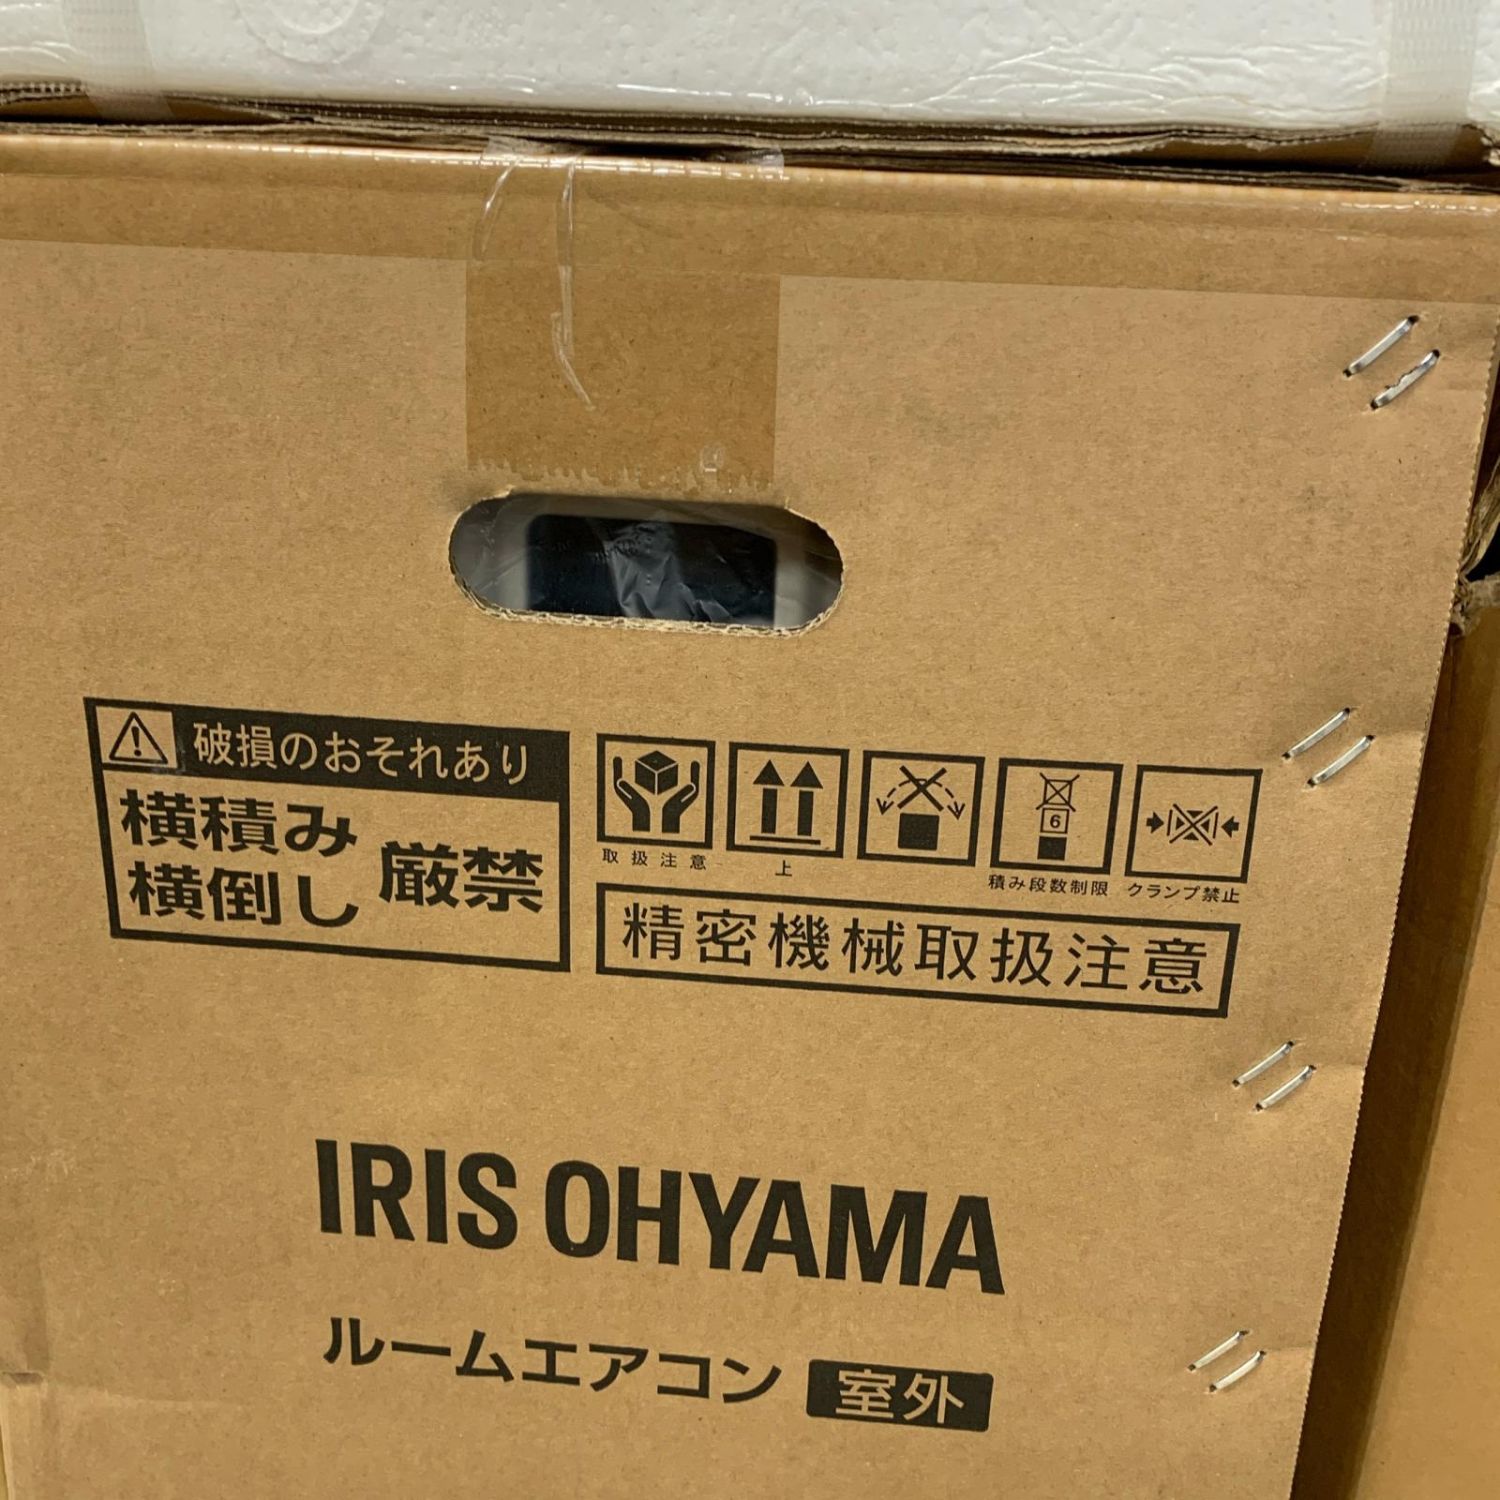 破損のおそれあり
横積み
横倒し
厳禁
取扱注意
上
6
積み段数制限
クランプ禁止
精密機械取扱注意
IRIS OHYAMA
ルームエアコン 室外